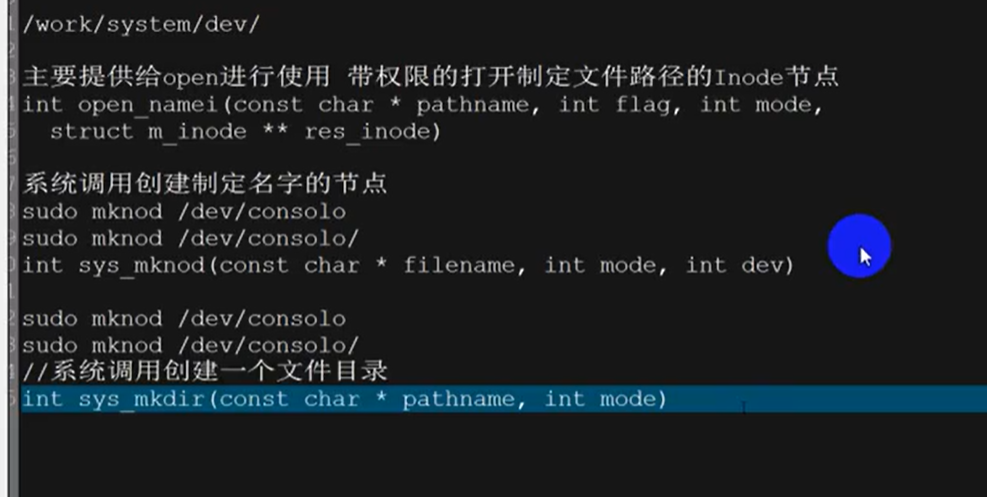 /work/system/dev/
主要提供给open进行使用 带权限的打开制定文件路径的Inode节点
int open_namei(const char * pathname, int flag, int mode,
struct m_inode ** res_inode)
系统调用创建制定名字的节点
sudo mknod /dev/consolo
sudo mknod /dev/consolo/
int sys_mknod(const char * filename, int mode, int dev)
sudo mknod /dev/consolo
sudo mknod /dev/consolo/
//系统调用创建一个文件目录
int sys_mkdir(const char * pathname, int mode)